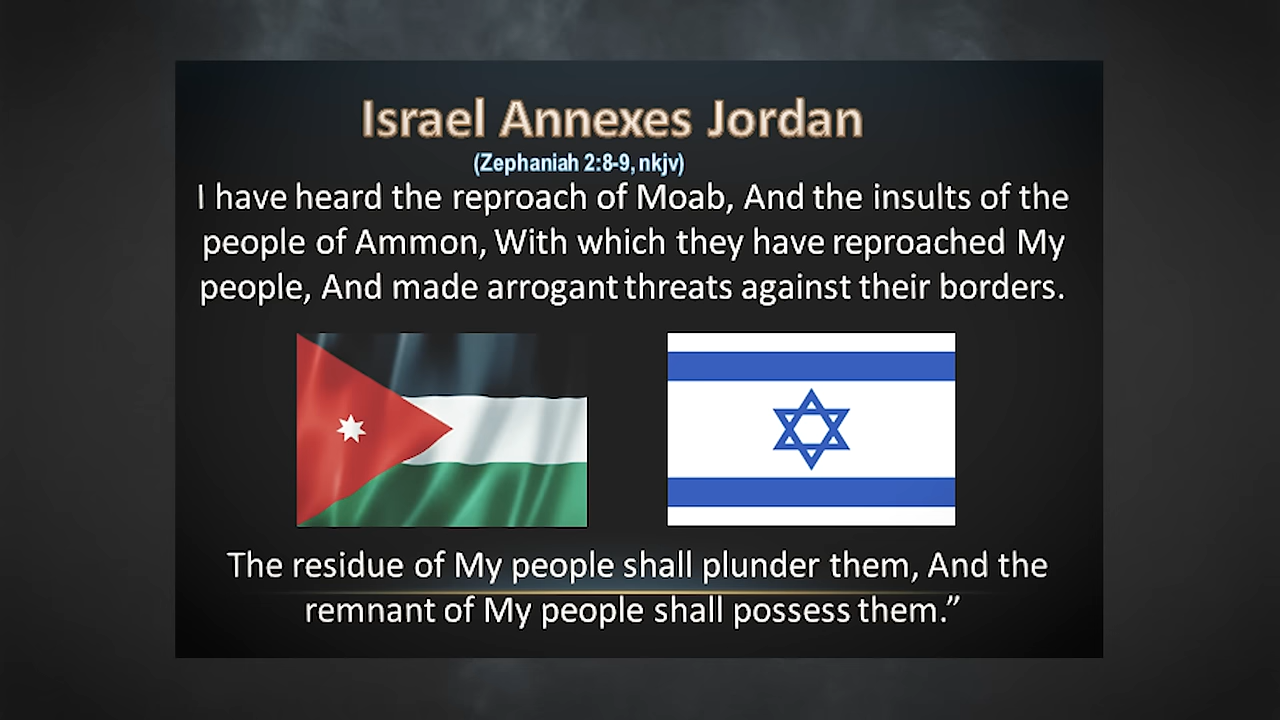 Israel Annexes Jordan
(Zephaniah 2:8-9, nkjv)
I have heard the reproach of Moab, And the insults of the
people of Ammon, With which they have reproached My
people, And made arrogant threats against their borders.
The residue of My people shall plunder them, And the
remnant of My people shall possess them.”